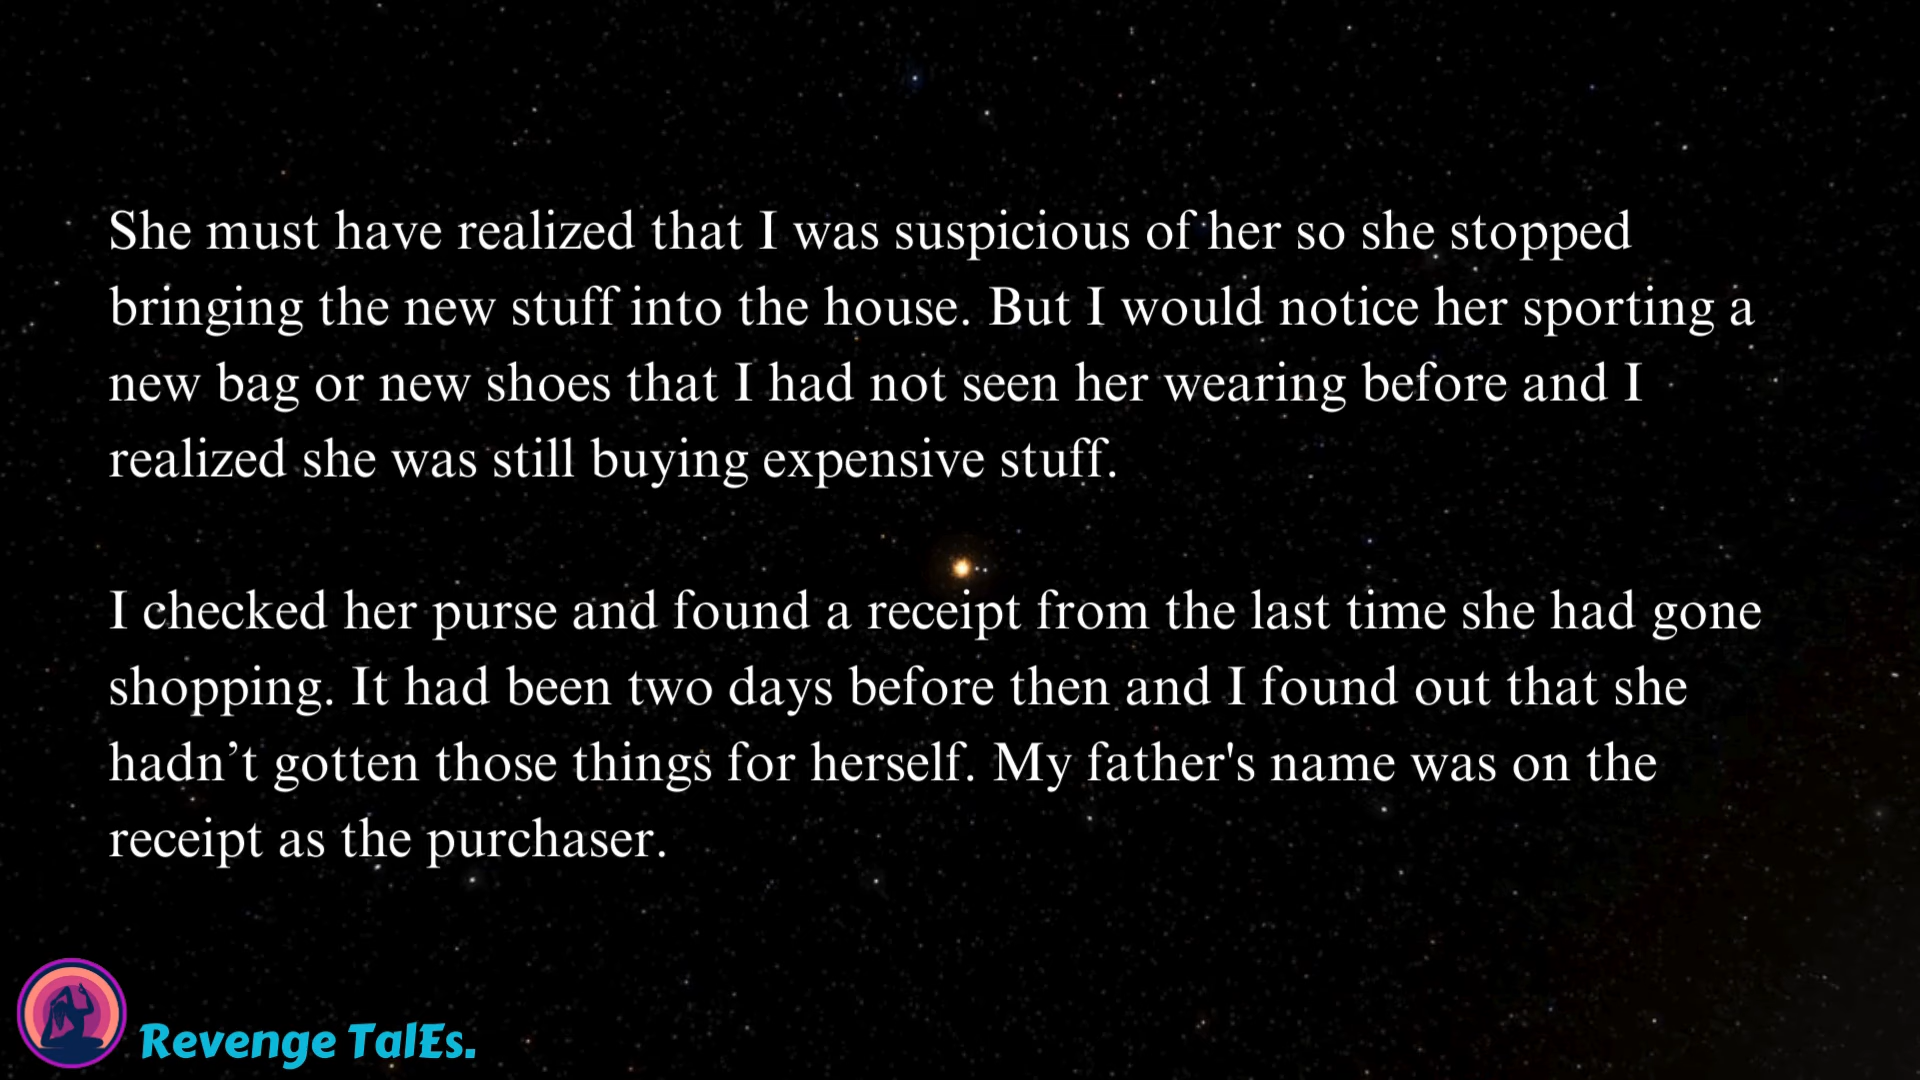 She must have realized that I was suspicious of her so she stopped
bringing the new stuff into the house. But I would notice her sporting a
new bag or new shoes that I had not seen her wearing before and I
realized she was still buying expensive stuff.
I checked her purse and found a receipt from the last time she had gone
shopping. It had been two days before then and I found out that she
hadn’t gotten those things for herself. My father's name was on the
receipt as the purchaser.
Revenge TalEs.